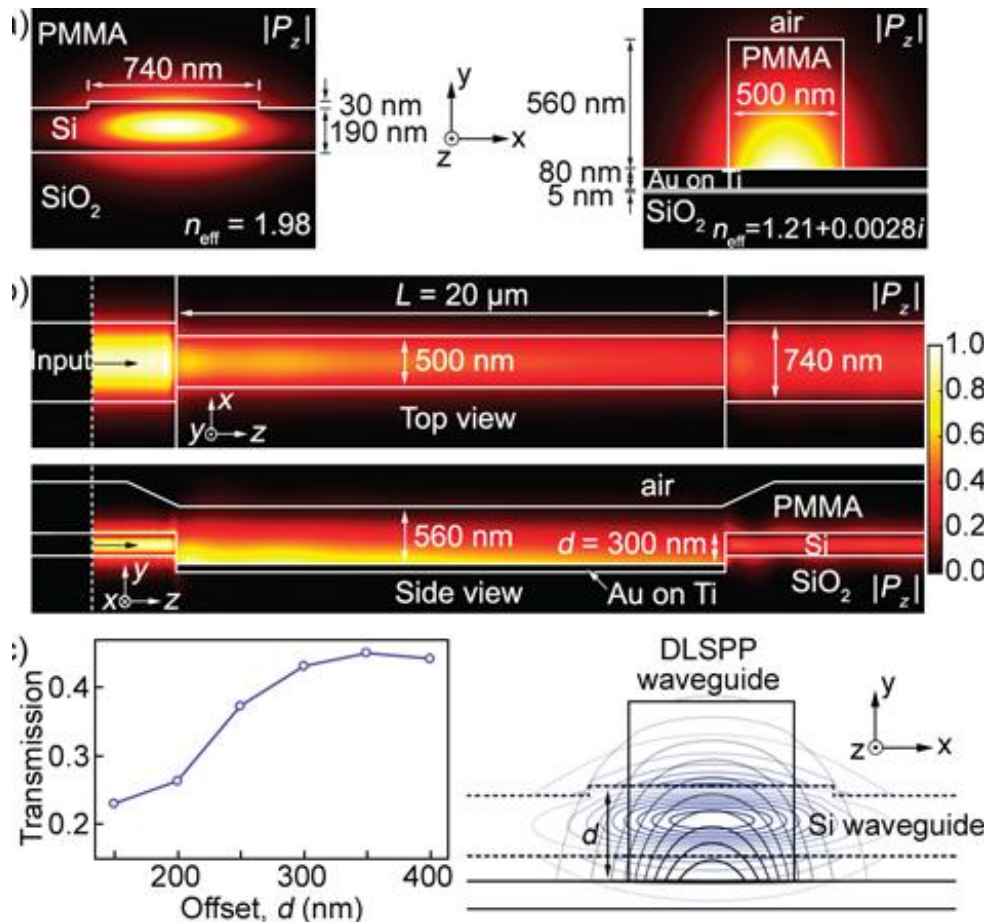 a)
PMMA
|Pz|
740 nm
30 nm
190 nm
Si
SiO2
neff = 1.98
y
x
z
air
|Pz|
PMMA
560 nm
500 nm
80 nm
Au on Ti
5 nm
SiO2 neff=1.21+0.0028i
b)
L = 20 µm
|Pz|
Input
500 nm
740 nm
x
y z
Top view
1.0
0.8
0.6
0.4
0.2
0.0
air
PMMA
560 nm
d = 300 nm
Si
y
x z
Side view
Au on Ti
SiO2 |Pz|
c)
Transmission
0.4
0.3
0.2
200 300 400
Offset, d (nm)
DLSPP
waveguide
y
z x
d
Si waveguide